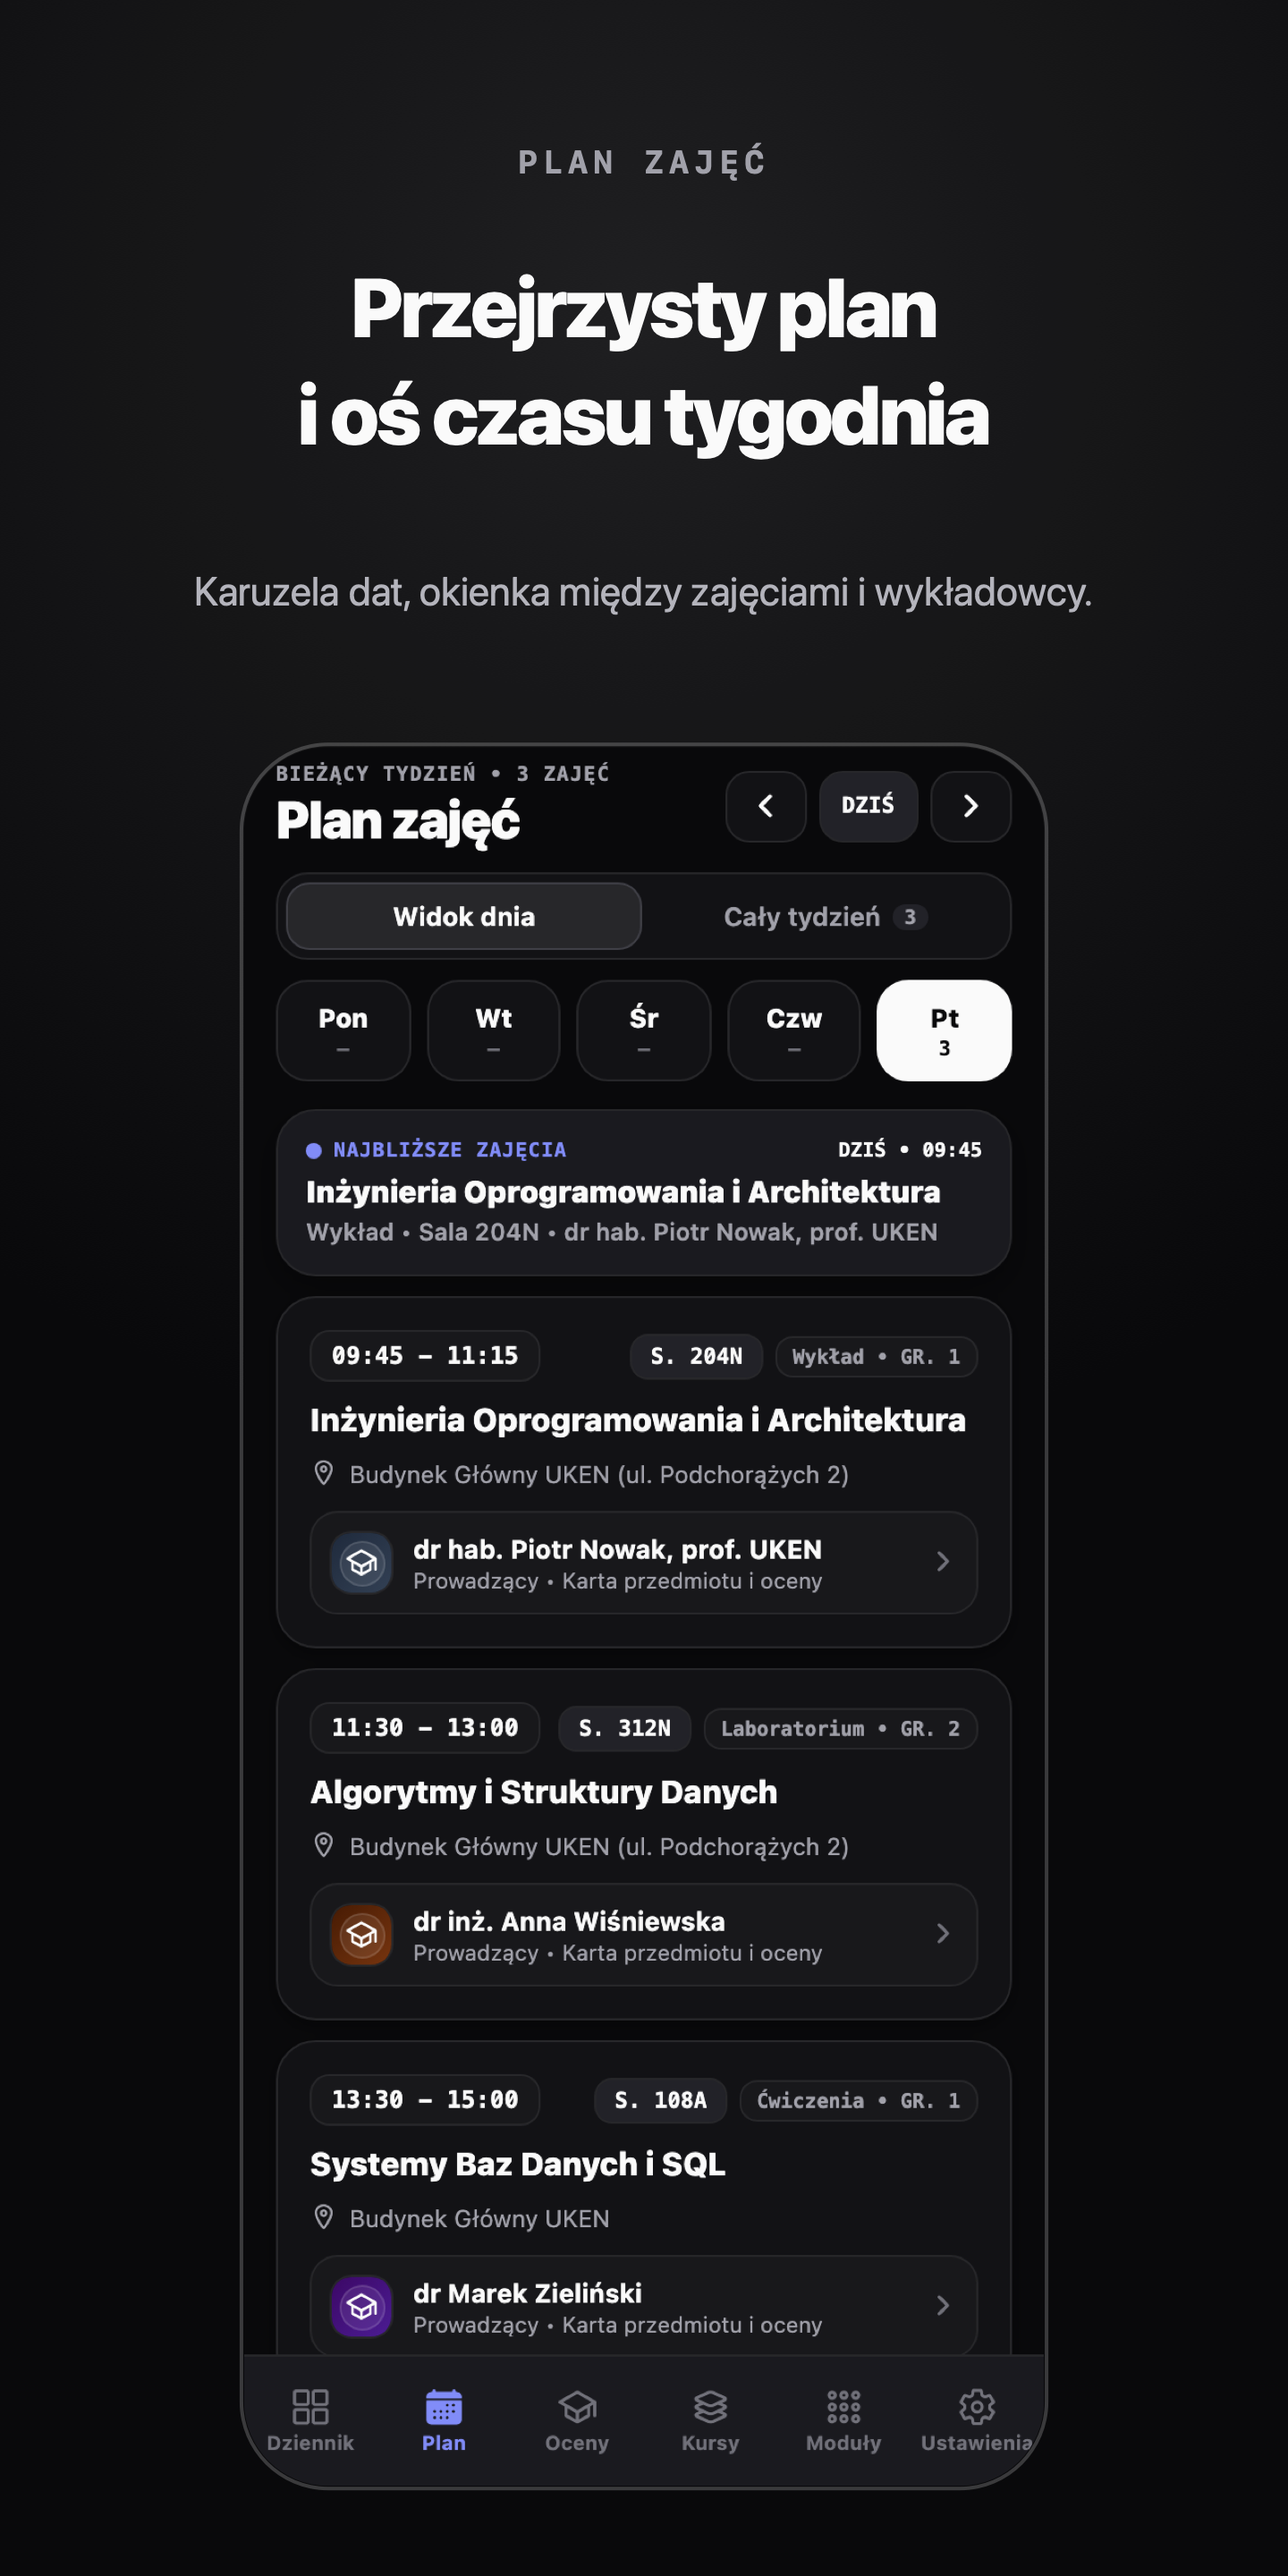 PLAN ZAJĘĆ
Przejrzysty plan
i oś czasu tygodnia
Karuzela dat, okienka między zajęciami i wykładowcy.
BIEŻĄCY TYDZIEŃ • 3 ZAJĘĆ
Plan zajęć
DZIŚ
Widok dnia
Cały tydzień 3
Pon Wt Śr Czw Pt
– – – – 3
NAJBLIŻSZE ZAJĘCIA DZIŚ • 09:45
Inżynieria Oprogramowania i Architektura
Wykład • Sala 204N • dr hab. Piotr Nowak, prof. UKEN
09:45 – 11:15 S. 204N Wykład • GR. 1
Inżynieria Oprogramowania i Architektura
Budynek Główny UKEN (ul. Podchorążych 2)
dr hab. Piotr Nowak, prof. UKEN
Prowadzący • Karta przedmiotu i oceny
11:30 – 13:00 S. 312N Laboratorium • GR. 2
Algorytmy i Struktury Danych
Budynek Główny UKEN (ul. Podchorążych 2)
dr inż. Anna Wiśniewska
Prowadzący • Karta przedmiotu i oceny
13:30 – 15:00 S. 108A Ćwiczenia • GR. 1
Systemy Baz Danych i SQL
Budynek Główny UKEN
dr Marek Zieliński
Prowadzący • Karta przedmiotu i oceny
Dziennik Plan Oceny Kursy Moduły Ustawienia